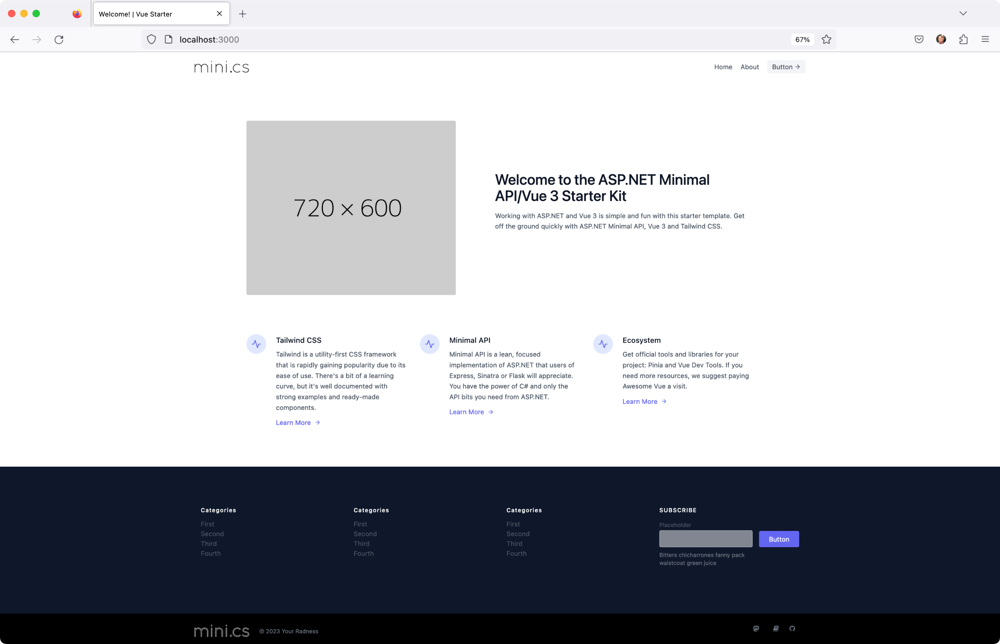 Welcome! | Vue Starter
localhost:3000
67%
mini.cs
Home About Button →
720 × 600
Welcome to the ASP.NET Minimal
API/Vue 3 Starter Kit
Working with ASP.NET and Vue 3 is simple and fun with this starter template. Get
off the ground quickly with ASP.NET Minimal API, Vue 3 and Tailwind CSS.
Tailwind CSS
Tailwind is a utility-first CSS framework
that is rapidly gaining popularity due to its
ease of use. There's a bit of a learning
curve, but it's well documented with
strong examples and ready-made
components.
Learn More →
Minimal API
Minimal API is a lean, focused
implementation of ASP.NET that users of
Express, Sinatra or Flask will appreciate.
You have the power of C# and only the
API bits you need from ASP.NET.
Learn More →
Ecosystem
Get official tools and libraries for your
project: Pinia and Vue Dev Tools. If you
need more resources, we suggest paying
Awesome Vue a visit.
Learn More →
Categories
First
Second
Third
Fourth
Categories
First
Second
Third
Fourth
Categories
First
Second
Third
Fourth
SUBSCRIBE
Placeholder
Button
Bitters chicharrones fanny pack
waistcoat green juice
mini.cs
© 2023 Your Radness